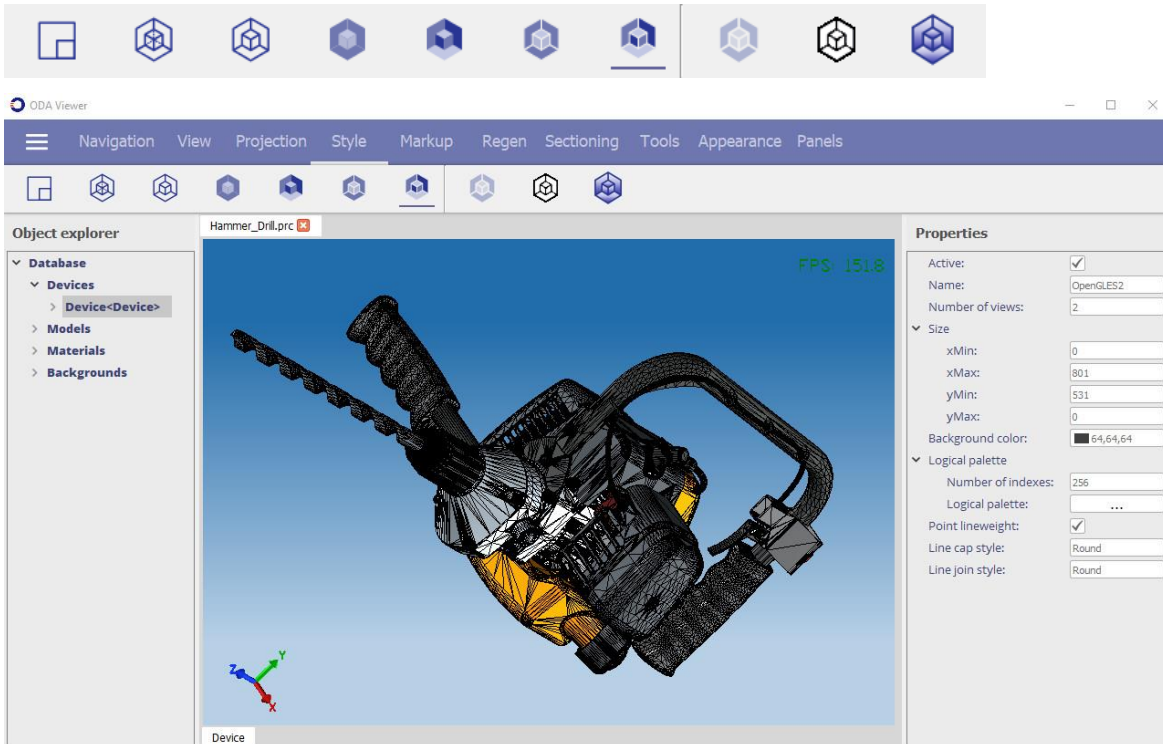 ODA Viewer
Navigation View Projection Style Markup Regen Sectioning Tools Appearance Panels
Object explorer
Database
Devices
Device<Device>
Models
Materials
Backgrounds
Hammer_Drill.prc
FPS: 151.8
Z
Y
X
Device
Properties
Active:
Name: OpenGLES2
Number of views: 2
Size
xMin: 0
xMax: 801
yMin: 531
yMax: 0
Background color: 64,64,64
Logical palette
Number of indexes: 256
Logical palette: ...
Point lineweight:
Line cap style: Round
Line join style: Round